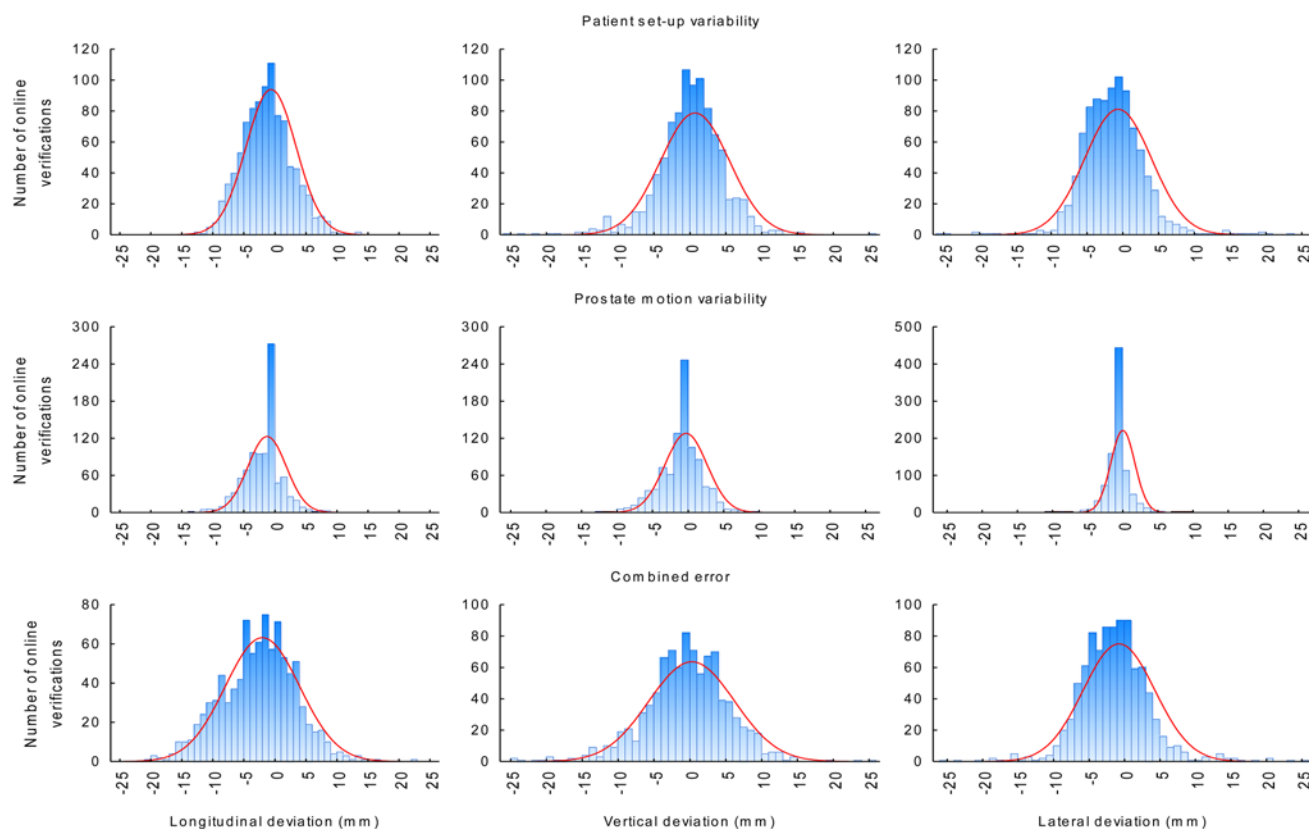 Patient set-up variability
Number of online
verifications
120
100
80
60
40
20
0
-25 -20 -15 -10 -5 0 5 10 15 20 25
120
100
80
60
40
20
0
-25 -20 -15 -10 -5 0 5 10 15 20 25
120
100
80
60
40
20
0
-25 -20 -15 -10 -5 0 5 10 15 20 25
Prostate motion variability
Number of online
verifications
300
240
180
120
60
0
-25 -20 -15 -10 -5 0 5 10 15 20 25
300
240
180
120
60
0
-25 -20 -15 -10 -5 0 5 10 15 20 25
500
400
300
200
100
0
-25 -20 -15 -10 -5 0 5 10 15 20 25
Combined error
Number of online
verifications
80
60
40
20
0
-25 -20 -15 -10 -5 0 5 10 15 20 25
Longitudinal deviation (mm)
100
80
60
40
20
0
-25 -20 -15 -10 -5 0 5 10 15 20 25
Vertical deviation (mm)
100
80
60
40
20
0
-25 -20 -15 -10 -5 0 5 10 15 20 25
Lateral deviation (mm)